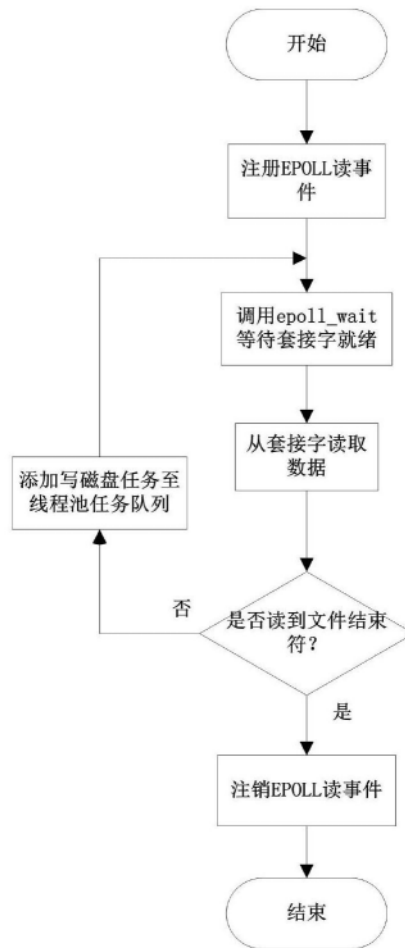 开始
注册EPOLL读事
件
调用epoll_wait
等待套接字就绪
从套接字读取
数据
添加写磁盘任务至
线程池任务队列
否
是否读到文件结束
符？
是
注销EPOLL读事件
结束